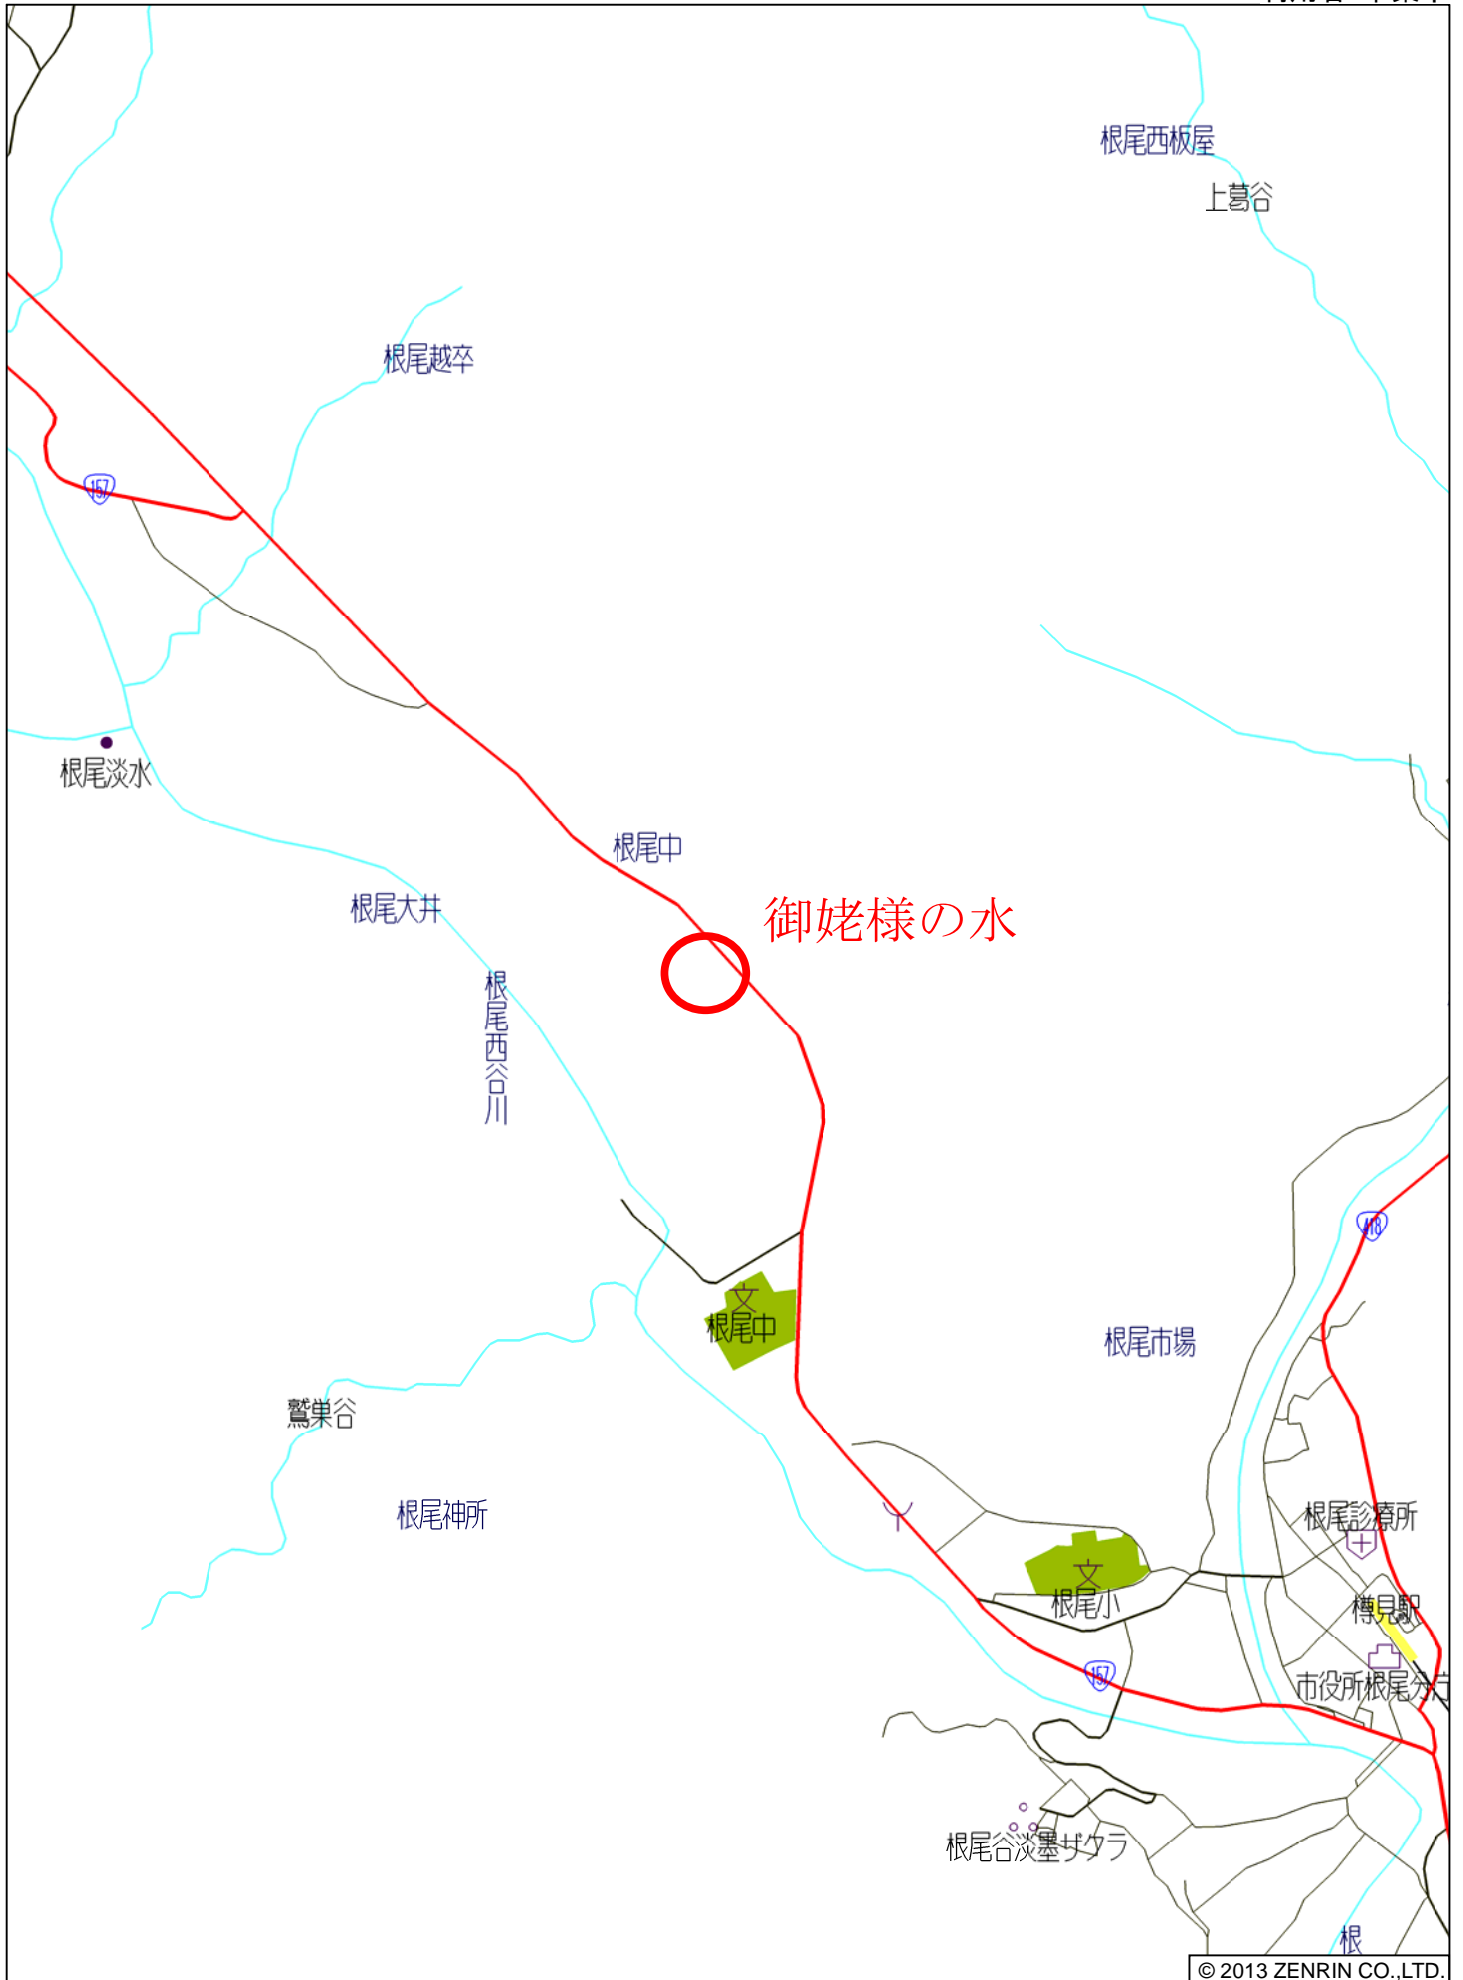 根尾西板屋
上葛谷
根尾越卒
157
根尾淡水
根尾中
根尾大井
御姥様の水
根尾西谷川
418
文
根尾中
根尾市場
鷲巣谷
根尾神所
根尾診療所
文
根尾小
樽見駅
157
市役所根尾分庁
根尾谷淡墨ザクラ
根
© 2013 ZENRIN CO.,LTD.